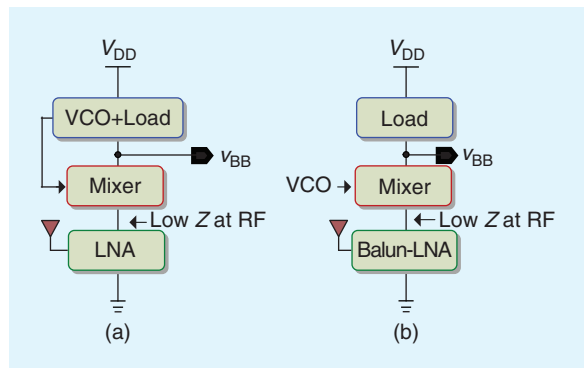 V_DD
VCO+Load
v_BB
Mixer
Low Z at RF
LNA
(a)
V_DD
Load
v_BB
VCO
Mixer
Low Z at RF
Balun-LNA
(b)